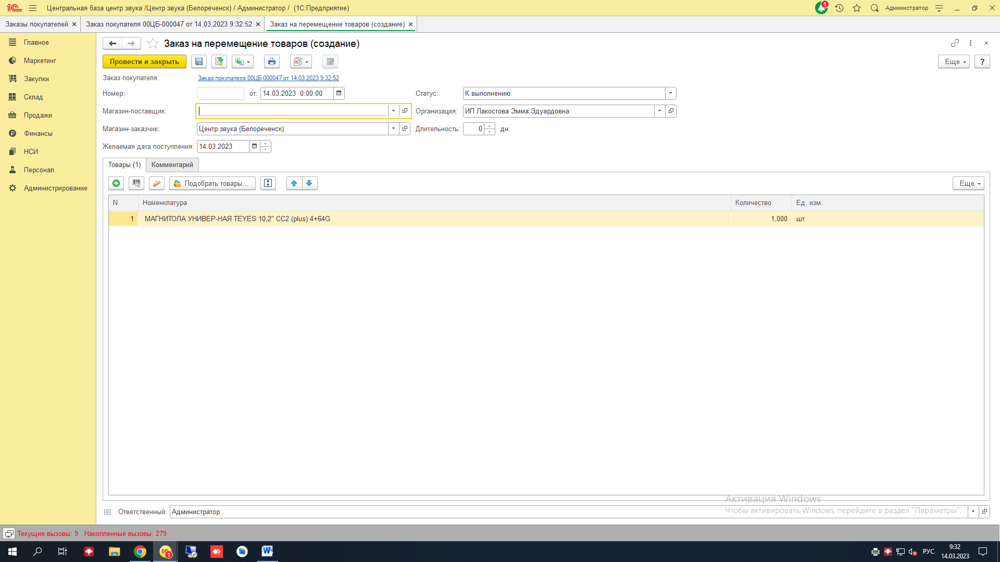 Центральная база центр звука /Центр звука (Белореченск) / Администратор / (1С:Предприятие)
1
Администратор
Заказы покупателей
Заказ покупателя 00ЦБ-000047 от 14.03.2023 9:32:52
Заказ на перемещение товаров (создание)
Главное
Маркетинг
Закупки
Склад
Продажи
Финансы
НСИ
Персонал
Администрирование
Заказ на перемещение товаров (создание)
Провести и закрыть
Еще
?
Заказ покупателя: Заказ покупателя 00ЦБ-000047 от 14.03.2023 9:32:52
Номер: от: 14.03.2023 0:00:00 Статус: К выполнению
Магазин-поставщик: Организация: ИП Лакостова Эмма Эдуардовна
Магазин-заказчик: Центр звука (Белореченск) Длительность: 0 дн.
Желаемая дата поступления: 14.03.2023
Товары (1) Комментарий
Подобрать товары...
Еще
N Номенклатура Количество Ед. изм.
1 МАГНИТОЛА УНИВЕР-НАЯ TEYES 10,2" CC2 (plus) 4+64G 1,000 шт
Активация Windows
Чтобы активировать Windows, перейдите в раздел "Параметры".
Ответственный: Администратор
Текущие вызовы: 9 Накопленные вызовы: 279
1
РУС
9:32
14.03.2023